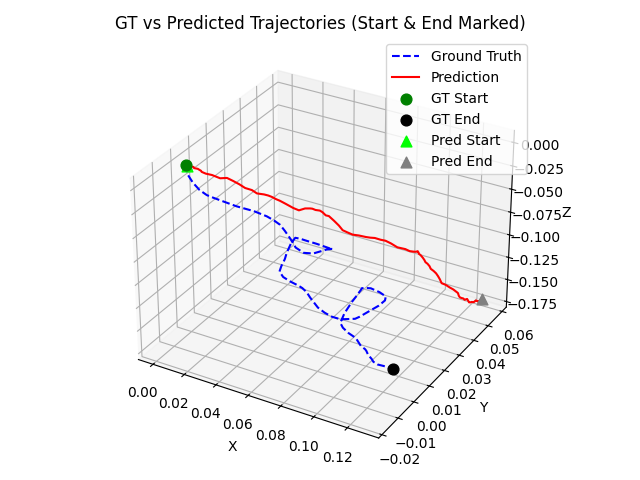 GT vs Predicted Trajectories (Start & End Marked)
Ground Truth
Prediction
GT Start
GT End
Pred Start
Pred End
0.000
−0.025
−0.050
−0.075
−0.100
−0.125
−0.150
−0.175
Z
0.06
0.05
0.04
0.03
0.02
0.01
0.00
−0.01
−0.02
Y
0.00
0.02
0.04
0.06
0.08
0.10
0.12
X